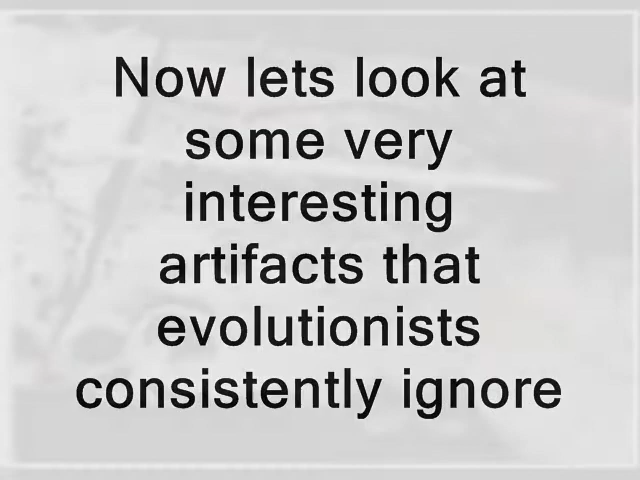 Now lets look at
some very
interesting
artifacts that
evolutionists
consistently ignore